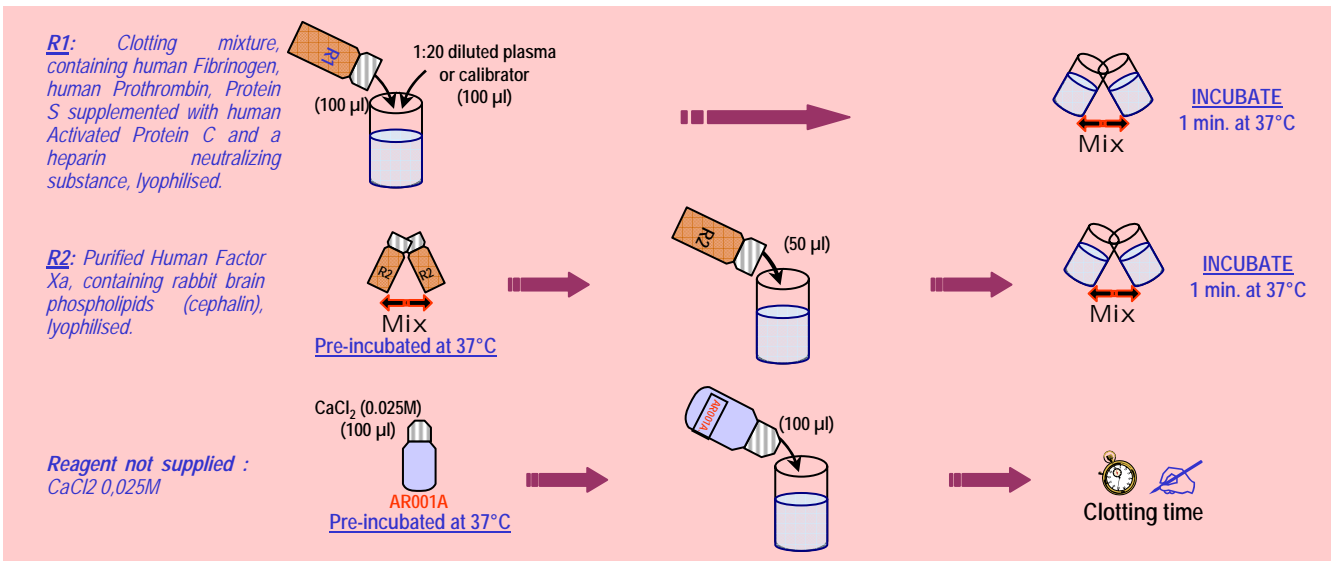 R1: Clotting mixture,
containing human Fibrinogen,
human Prothrombin, Protein
S supplemented with human
Activated Protein C and a
heparin neutralizing
substance, lyophilised.
R1
(100 µl)
1:20 diluted plasma
or calibrator
(100 µl)
Mix
INCUBATE
1 min. at 37°C
R2: Purified Human Factor
Xa, containing rabbit brain
phospholipids (cephalin),
lyophilised.
R2 R2
Mix
Pre-incubated at 37°C
R2
(50 µl)
Mix
INCUBATE
1 min. at 37°C
Reagent not supplied :
CaCl2 0,025M
CaCl₂ (0.025M)
(100 µl)
AR001A
Pre-incubated at 37°C
AR001A
(100 µl)
Clotting time